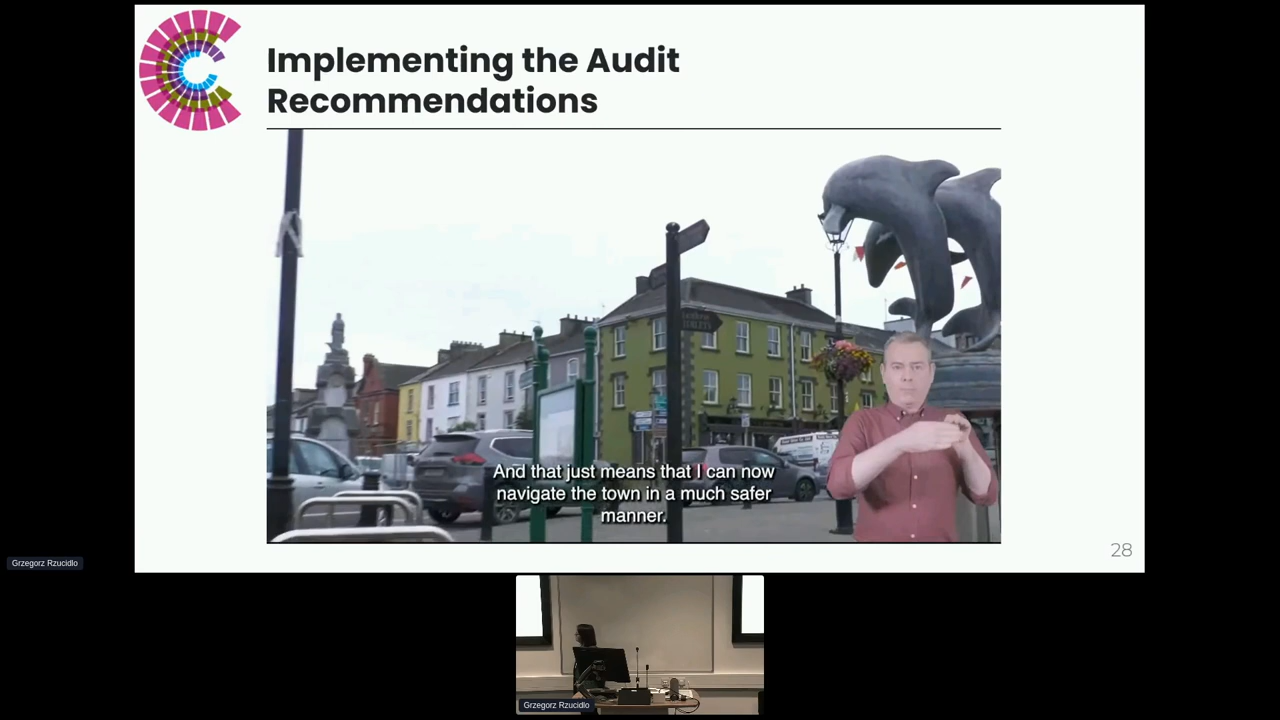 Implementing the Audit
Recommendations
And that just means that I can now
navigate the town in a much safer
manner.
28
Grzegorz Rzucidlo
Grzegorz Rzucidlo